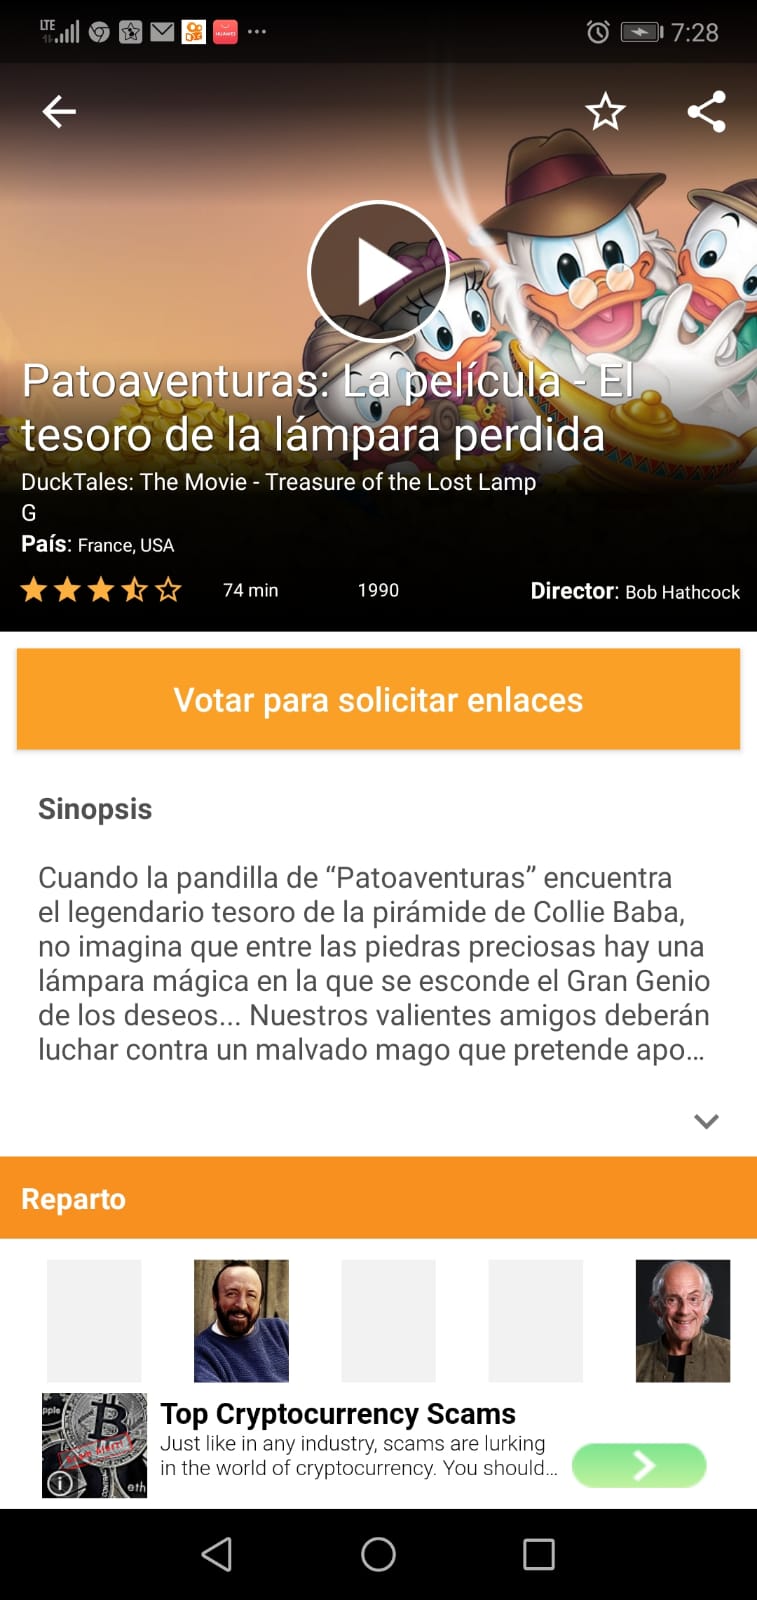 LTE
HUAWEI
7:28
Patoaventuras: La película - El
tesoro de la lámpara perdida
DuckTales: The Movie - Treasure of the Lost Lamp
G
País: France, USA
74 min
1990
Director: Bob Hathcock
Votar para solicitar enlaces
Sinopsis
Cuando la pandilla de “Patoaventuras” encuentra
el legendario tesoro de la pirámide de Collie Baba,
no imagina que entre las piedras preciosas hay una
lámpara mágica en la que se esconde el Gran Genio
de los deseos... Nuestros valientes amigos deberán
luchar contra un malvado mago que pretende apo...
Reparto
Top Cryptocurrency Scams
Just like in any industry, scams are lurking
in the world of cryptocurrency. You should...
pple
eth